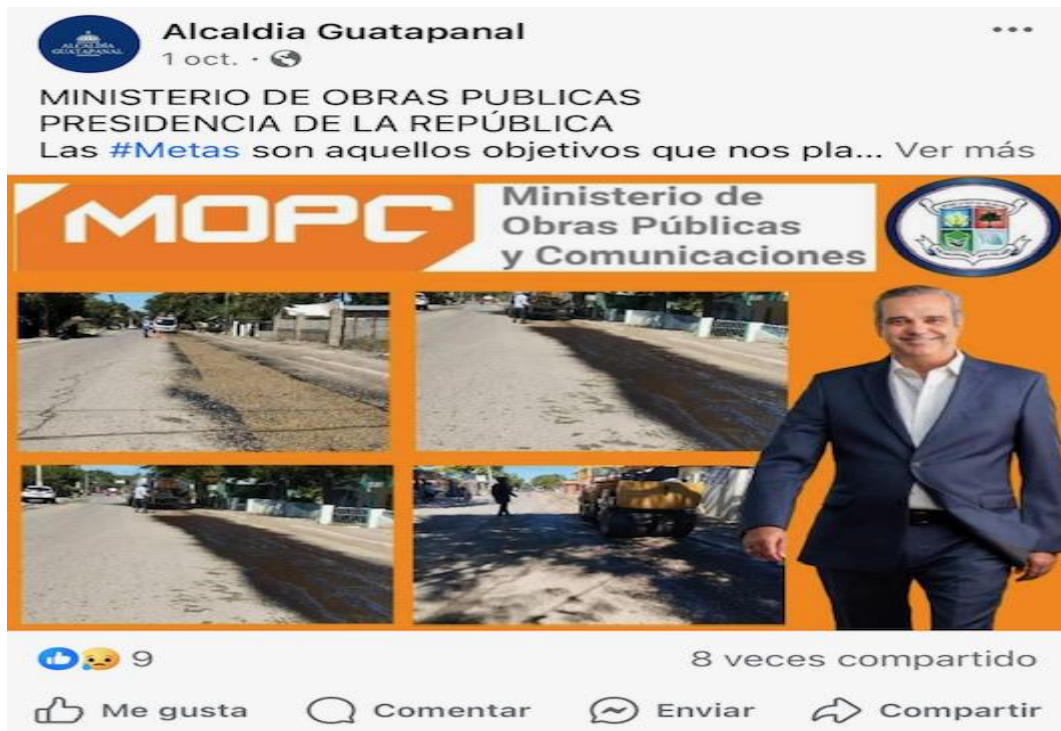 Alcaldia Guatapanal
1 oct. ·
MINISTERIO DE OBRAS PUBLICAS
PRESIDENCIA DE LA REPÚBLICA
Las #Metas son aquellos objetivos que nos pla... Ver más
MOPC
Ministerio de
Obras Públicas
y Comunicaciones
9
8 veces compartido
Me gusta
Comentar
Enviar
Compartir